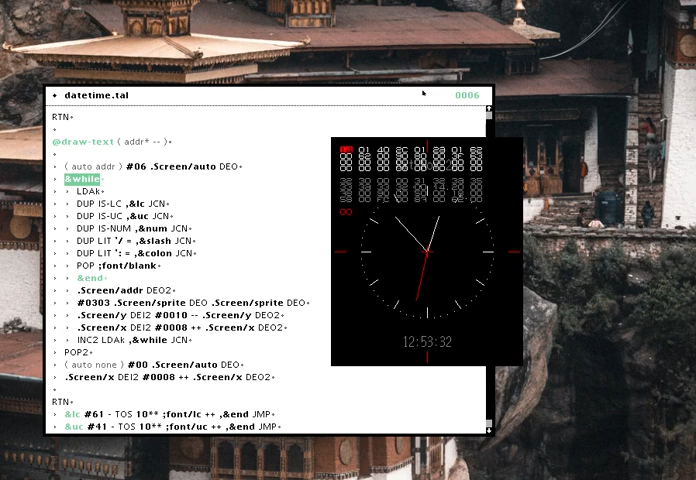 datetime.tal 0006
RTN
@draw-text ( addr* -- )
( auto addr ) #06 .Screen/auto DEO
&while
LDAk
DUP IS-LC ,&lc JCN
DUP IS-UC ,&uc JCN
DUP IS-NUM ,&num JCN
DUP LIT '/ = ,&slash JCN
DUP LIT ': = ,&colon JCN
POP ;font/blank
&end
.Screen/addr DEO2
#0303 .Screen/sprite DEO .Screen/sprite DEO
.Screen/y DEI2 #0010 -- .Screen/y DEO2
.Screen/x DEI2 #0008 ++ .Screen/x DEO2
INC2 LDAk ,&while JCN
POP2
( auto none ) #00 .Screen/auto DEO
.Screen/x DEI2 #0008 ++ .Screen/x DEO2
RTN
&lc #61 - TOS 10** ;font/lc ++ ,&end JMP
&uc #41 - TOS 10** ;font/uc ++ ,&end JMP
01 40 2C 01
00
12:53:32